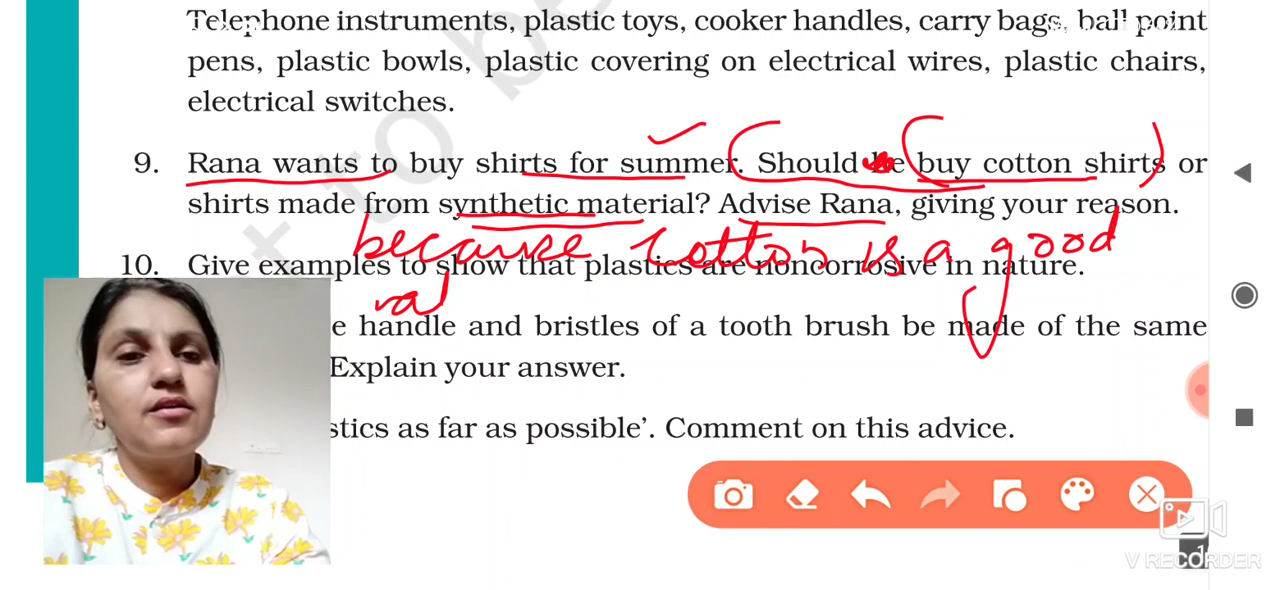 Telephone instruments, plastic toys, cooker handles, carry bags, ball point
pens, plastic bowls, plastic covering on electrical wires, plastic chairs,
electrical switches.
9. Rana wants to buy shirts for summer. Should he buy cotton shirts or
shirts made from synthetic material? Advise Rana, giving your reason.
because cotton is a good
10. Give examples to show that plastics are noncorrosive in nature.
e handle and bristles of a tooth brush be made of the same
Explain your answer.
stics as far as possible’. Comment on this advice.
V RECORDER